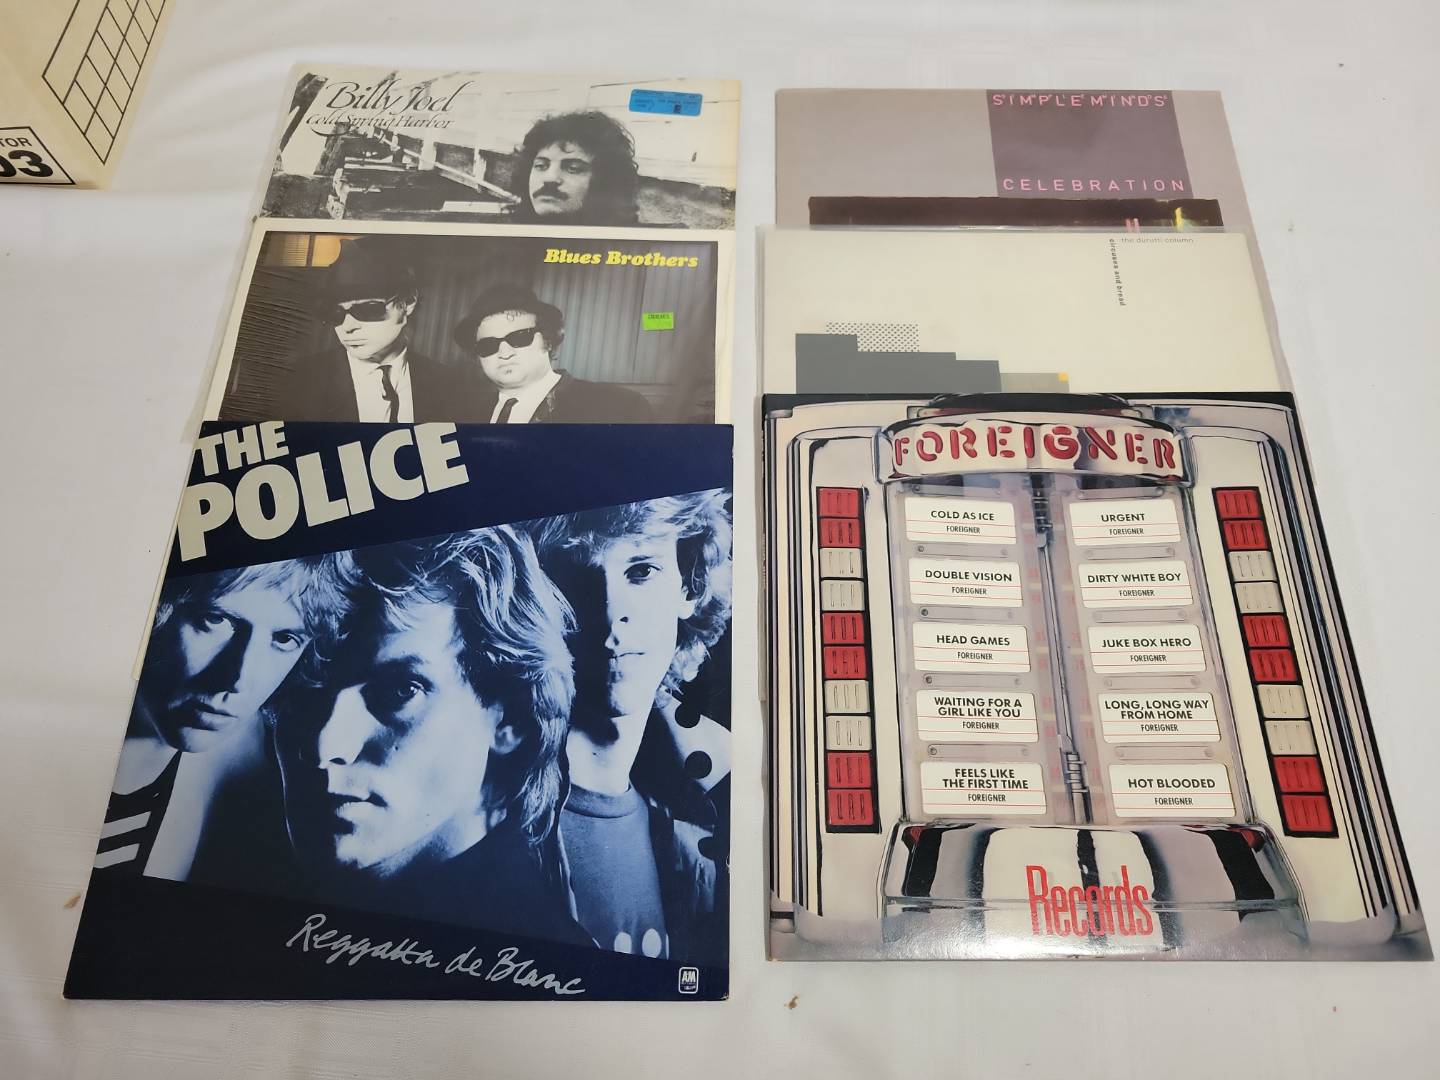 TOR
03
Billy Joel
Cold Spring Harbor
Blues Brothers
THE
POLICE
Reggatta de Blanc
A&M
SIMPLE MINDS
CELEBRATION
the durutti column
circuses and bread
FOREIGNER
COLD AS ICE
FOREIGNER
URGENT
FOREIGNER
DOUBLE VISION
FOREIGNER
DIRTY WHITE BOY
FOREIGNER
HEAD GAMES
FOREIGNER
JUKE BOX HERO
FOREIGNER
WAITING FOR A
GIRL LIKE YOU
FOREIGNER
LONG, LONG WAY
FROM HOME
FOREIGNER
FEELS LIKE
THE FIRST TIME
FOREIGNER
HOT BLOODED
FOREIGNER
Records